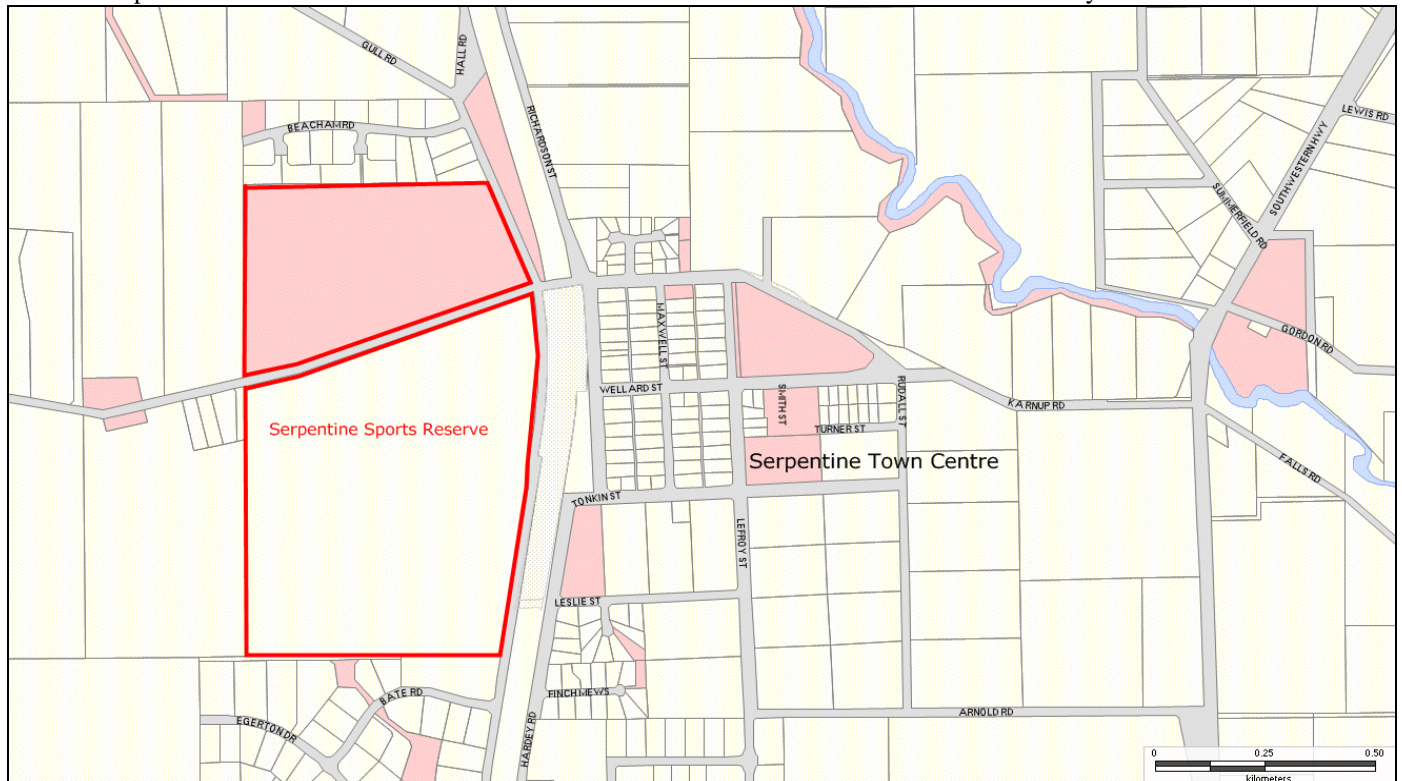 GULL RD
HALL RD
RICHARDSON ST
BEACHAM RD
LEWIS RD
SOUTH WESTERN HWY
SUMMERFIELD RD
GORDON RD
MAXWELL ST
WELLARD ST
SMITH ST
RUDALL ST
KARNUP RD
TURNER ST
Serpentine Sports Reserve
Serpentine Town Centre
FALLS RD
TONKIN ST
LEFROY ST
LESLIE ST
FINCH MEWS
BATE RD
EGERTON DR
HARDEY RD
ARNOLD RD
0 0.25 0.50
kilometers